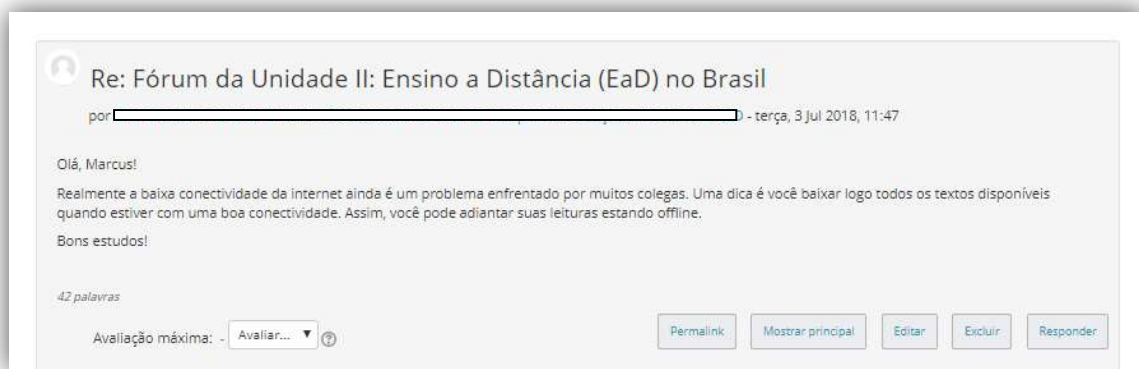 Re: Fórum da Unidade II: Ensino a Distância (EaD) no Brasil
por - terça, 3 Jul 2018, 11:47
Olá, Marcus!
Realmente a baixa conectividade da internet ainda é um problema enfrentado por muitos colegas. Uma dica é você baixar logo todos os textos disponíveis
quando estiver com uma boa conectividade. Assim, você pode adiantar suas leituras estando offline.
Bons estudos!
42 palavras
Avaliação máxima: - Avaliar... ▼ ? Permalink Mostrar principal Editar Excluir Responder